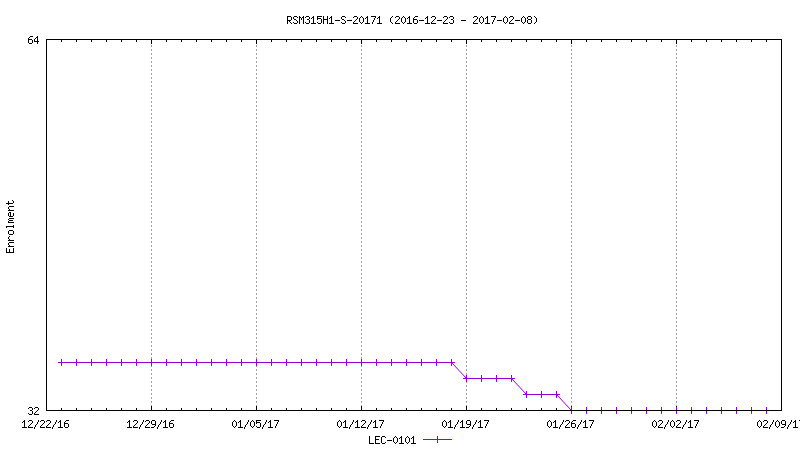 RSM315H1-S-20171 (2016-12-23 - 2017-02-08)
64
Enrolment
32
12/22/16 12/29/16 01/05/17 01/12/17 01/19/17 01/26/17 02/02/17 02/09/1
LEC-0101